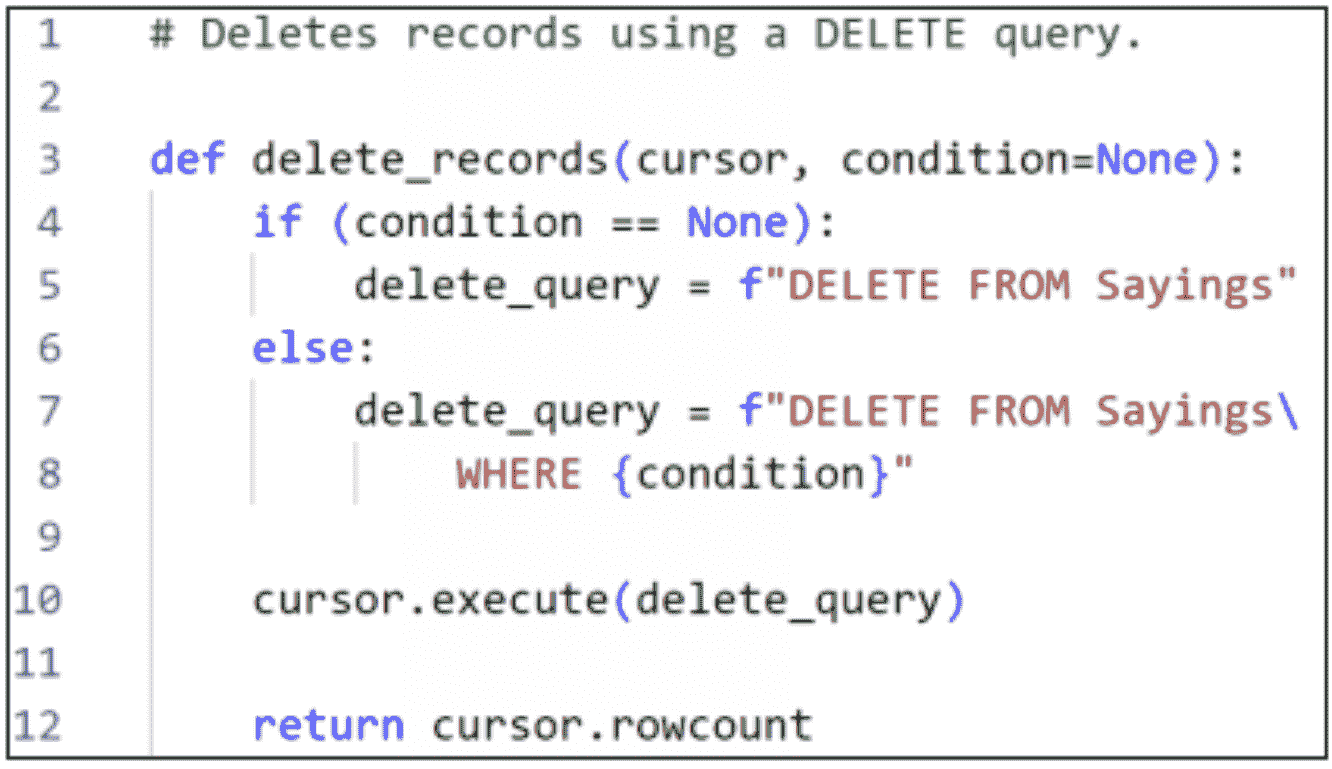 1 # Deletes records using a DELETE query.
2
3 def delete_records(cursor, condition=None):
4     if (condition == None):
5         delete_query = f"DELETE FROM Sayings"
6     else:
7         delete_query = f"DELETE FROM Sayings\
8             WHERE {condition}"
9
10     cursor.execute(delete_query)
11
12     return cursor.rowcount